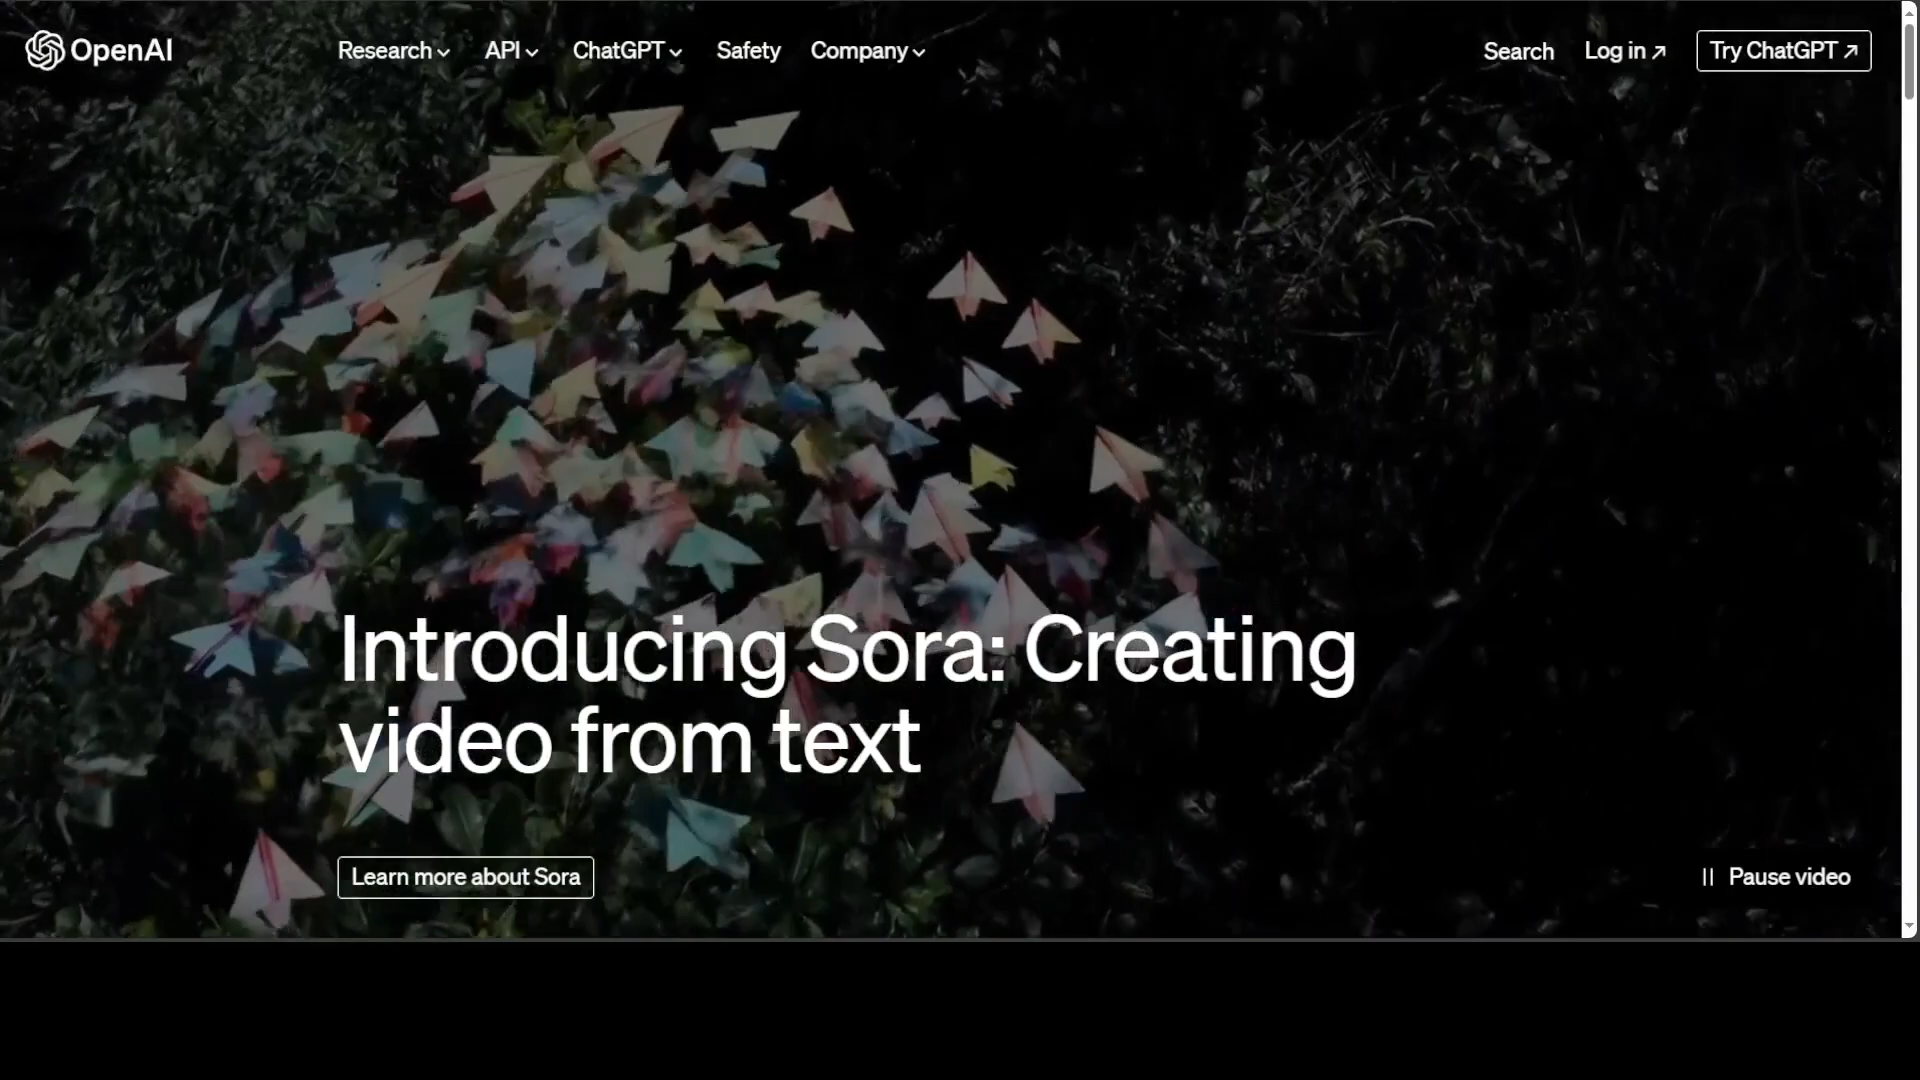 OpenAI
Research
API
ChatGPT
Safety
Company
Search
Log in ↗
Try ChatGPT ↗
Introducing Sora: Creating
video from text
Learn more about Sora
Pause video